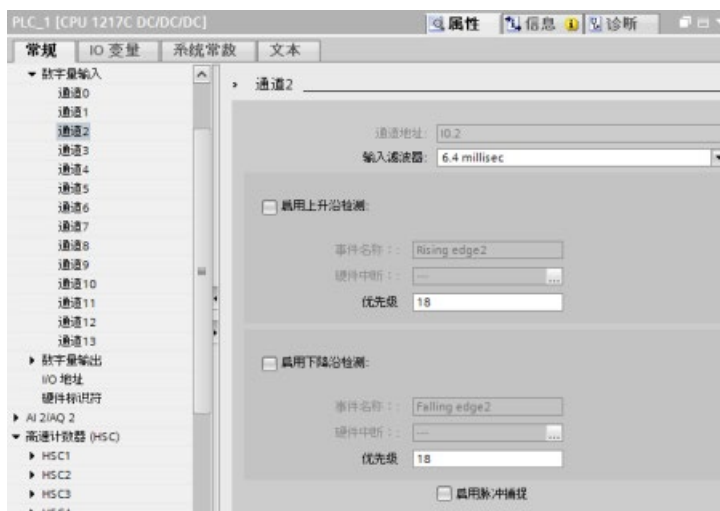 PLC_1 [CPU 1217C DC/DC/DC]
属性 信息 诊断
常规 IO 变量 系统常数 文本
数字量输入
通道0
通道1
通道2
通道3
通道4
通道5
通道6
通道7
通道8
通道9
通道10
通道11
通道12
通道13
数字量输出
I/O 地址
硬件标识符
AI 2/AQ 2
高速计数器 (HSC)
HSC1
HSC2
HSC3
通道2
通道地址: I0.2
输入滤波器: 6.4 millisec
启用上升沿检测:
事件名称:: Rising edge2
硬件中断:: ---
...
优先级 18
启用下降沿检测:
事件名称:: Falling edge2
硬件中断:: ---
...
优先级 18
启用脉冲捕捉